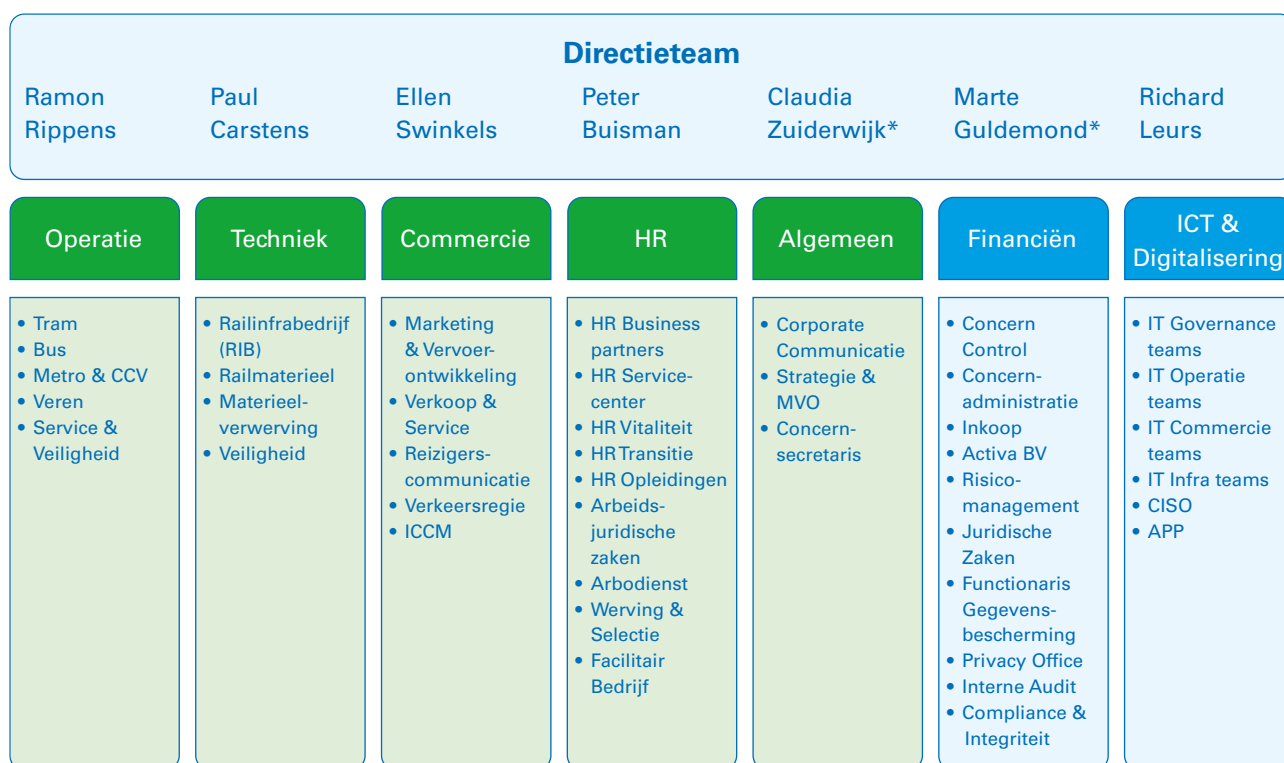 Directieteam
Ramon
Rippens
Paul
Carstens
Ellen
Swinkels
Peter
Buisman
Claudia
Zuiderwijk*
Marte
Guldemond*
Richard
Leurs
Operatie
• Tram
• Bus
• Metro & CCV
• Veren
• Service &
Veiligheid
Techniek
• Railinfrabedrijf
(RIB)
• Railmaterieel
• Materieel-
verwerving
• Veiligheid
Commercie
• Marketing
& Vervoer-
ontwikkeling
• Verkoop &
Service
• Reizigers-
communicatie
• Verkeersregie
• ICCM
HR
• HR Business
partners
• HR Service-
center
• HR Vitaliteit
• HR Transitie
• HR Opleidingen
• Arbeids-
juridische
zaken
• Arbodienst
• Werving &
Selectie
• Facilitair
Bedrijf
Algemeen
• Corporate
Communicatie
• Strategie &
MVO
• Concern-
secretaris
Financiën
• Concern
Control
• Concern-
administratie
• Inkoop
• Activa BV
• Risico-
management
• Juridische
Zaken
• Functionaris
Gegevens-
bescherming
• Privacy Office
• Interne Audit
• Compliance &
Integriteit
ICT &
Digitalisering
• IT Governance
teams
• IT Operatie
teams
• IT Commercie
teams
• IT Infra teams
• CISO
• APP